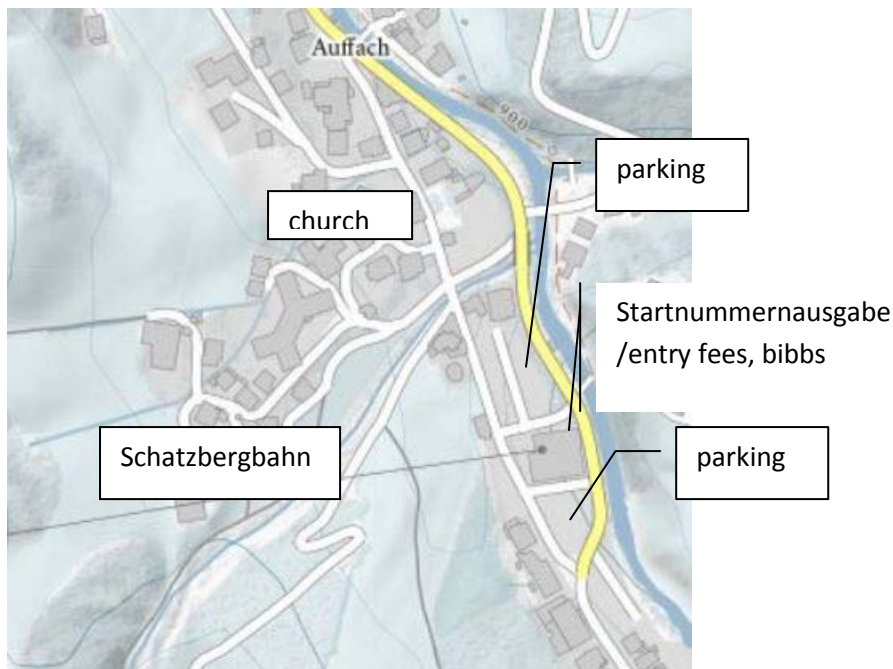 Auffach
900
parking
church
Startnummernausgabe
/entry fees, bibbs
Schatzbergbahn
parking